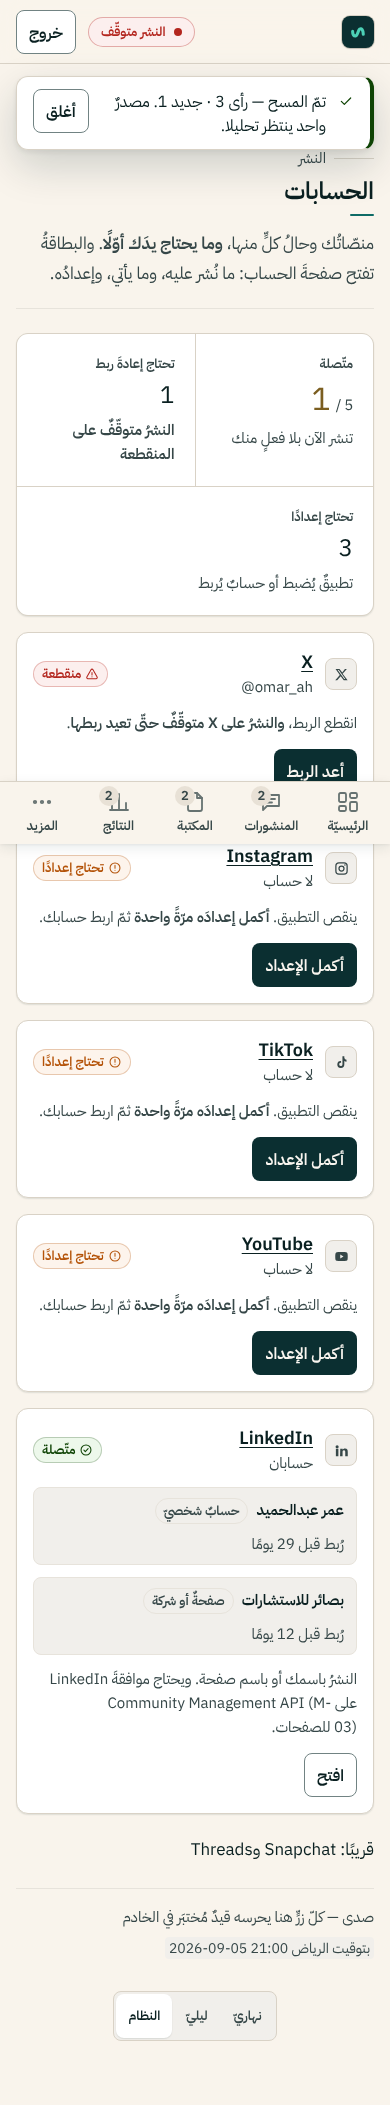 النشر متوقّف
خروج
تمّ المسح — رأى 3 · جديد 1. مصدرٌ
واحد ينتظر تحليلا.
أغلق
النشر
الحسابات
منصّاتُك وحالُ كلٍّ منها، وما يحتاج يدَك أوّلًا. والبطاقةُ
تفتح صفحةَ الحساب: ما نُشر عليه، وما يأتي، وإعدادُه.
متّصلة
1 / 5
تنشر الآن بلا فعلٍ منك
تحتاج إعادةَ ربط
1
النشرُ متوقّفٌ على
المنقطعة
تحتاج إعدادًا
3
تطبيقٌ يُضبط أو حسابٌ يُربط
X
@omar_ah
منقطعة
انقطع الربط، والنشرُ على X متوقّفٌ حتّى تعيد ربطها.
أعد الربط
الرئيسيّة
2
المنشورات
2
المكتبة
2
النتائج
المزيد
Instagram
لا حساب
تحتاج إعدادًا
ينقص التطبيق. أكمل إعدادَه مرّةً واحدة ثمّ اربط حسابك.
أكمل الإعداد
TikTok
لا حساب
تحتاج إعدادًا
ينقص التطبيق. أكمل إعدادَه مرّةً واحدة ثمّ اربط حسابك.
أكمل الإعداد
YouTube
لا حساب
تحتاج إعدادًا
ينقص التطبيق. أكمل إعدادَه مرّةً واحدة ثمّ اربط حسابك.
أكمل الإعداد
LinkedIn
حسابان
متّصلة
عمر عبدالحميد
حسابٌ شخصيّ
رُبط قبل 29 يومًا
بصائر للاستشارات
صفحةٌ أو شركة
رُبط قبل 12 يومًا
النشرُ باسمك أو باسم صفحة. ويحتاج موافقةَ LinkedIn
على Community Management API (M-
03) للصفحات.
افتح
قريبًا: Snapchat وThreads
صدى — كلّ زرٍّ هنا يحرسه قيدٌ مُختبَر في الخادم
بتوقيت الرياض 21:00 2026-09-05
نهاريّ
ليليّ
النظام